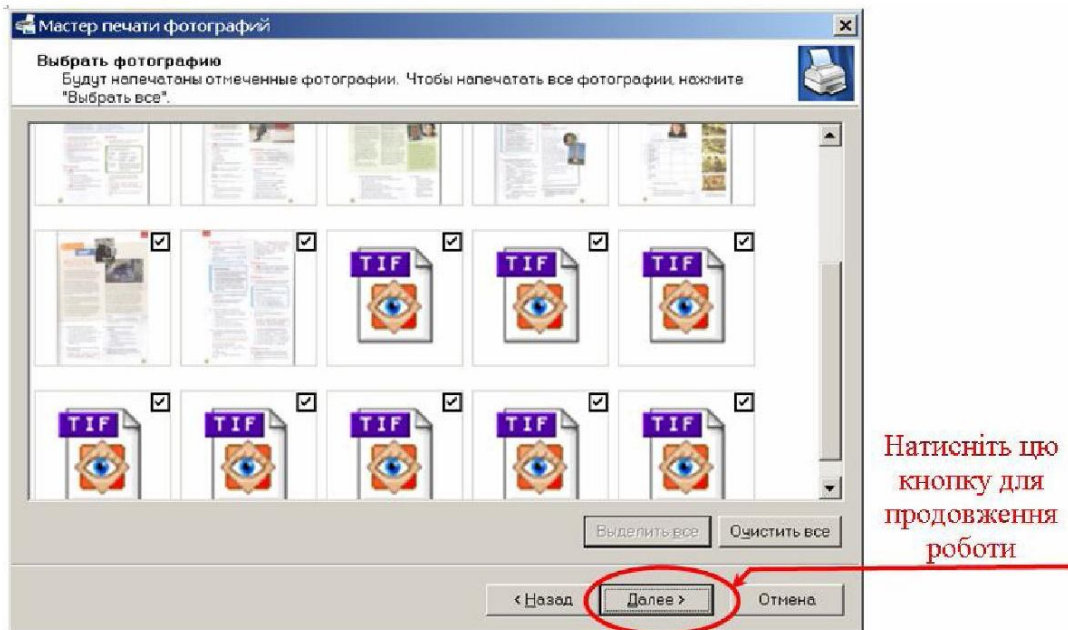 Мастер печати фотографий
Выбрать фотографию
Будут напечатаны отмеченные фотографии. Чтобы напечатать все фотографии, нажмите
"Выбрать все".
TIF TIF TIF
TIF TIF TIF TIF TIF
Выделить все Очистить все
< Назад Далее > Отмена
Натисніть цю
кнопку для
продовження
роботи